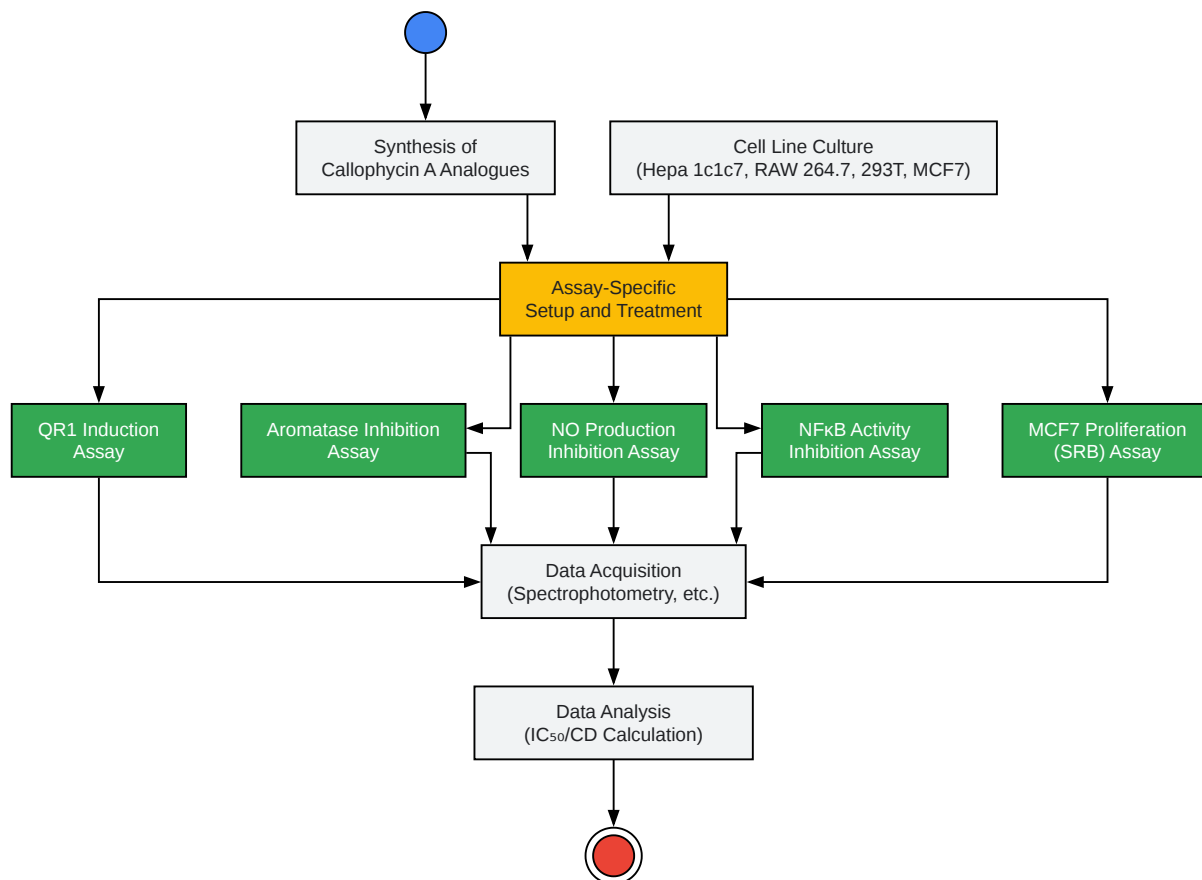 Synthesis of
Callophycin A Analogues
Cell Line Culture
(Hepa 1c1c7, RAW 264.7, 293T, MCF7)
Assay-Specific
Setup and Treatment
QR1 Induction
Assay
Aromatase Inhibition
Assay
NO Production
Inhibition Assay
NFκB Activity
Inhibition Assay
MCF7 Proliferation
(SRB) Assay
Data Acquisition
(Spectrophotometry, etc.)
Data Analysis
(IC₅₀/CD Calculation)